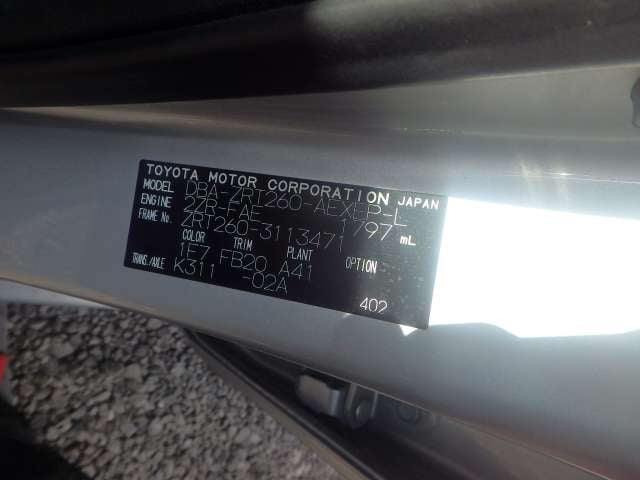 TOYOTA MOTOR CORPORATION JAPAN
MODEL DBA-ZRT260-AEXEP-L
ENGINE 2ZR-FAE 1797 mL
FRAME No. ZRT260-3113471
COLOR TRIM PLANT OPTION
1F7 FB20 A41
TRANS./AXLE K311 -02A
402